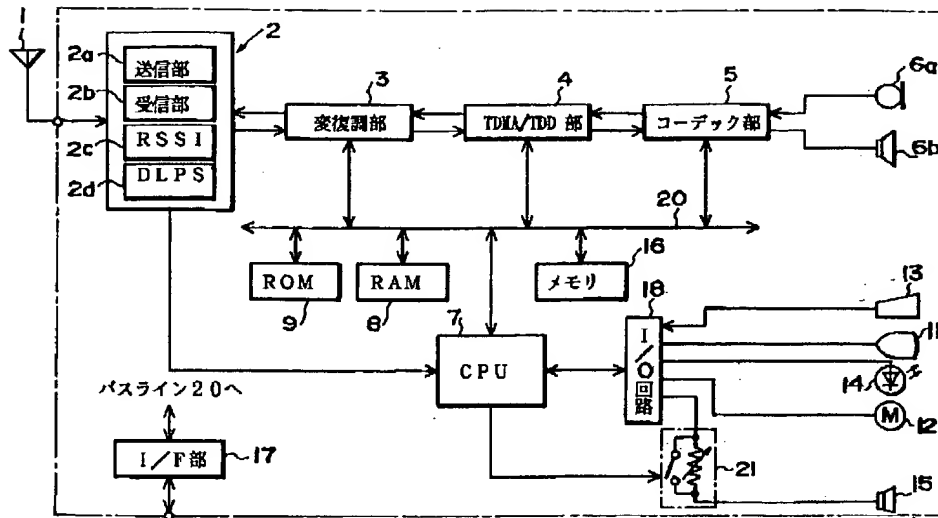 1
2
2a 送信部
2b 受信部
2c RSSI
2d DLPS
3
変復調部
4
TDMA/TDD 部
5
コーデック部
6a
6b
20
ROM
9
RAM
8
メモリ
16
7
CPU
18
I/O回路
13
11
14
M
12
21
15
バスライン20へ
I/F部
17